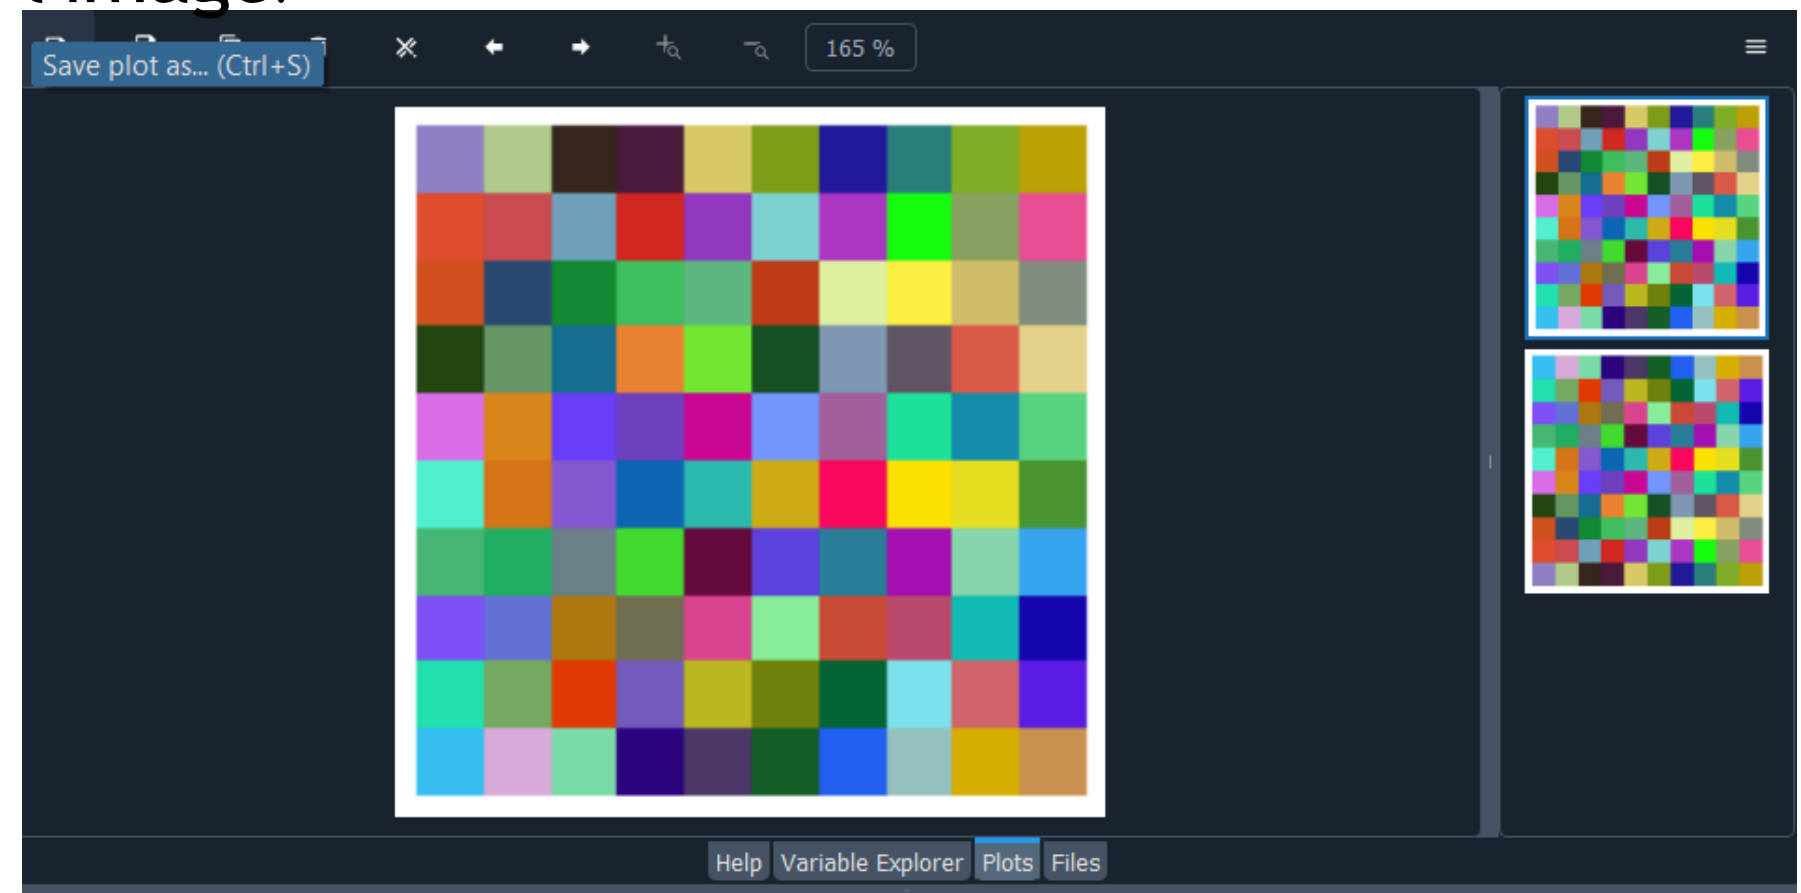 Save plot as... (Ctrl+S)
165 %
Help
Variable Explorer
Plots
Files